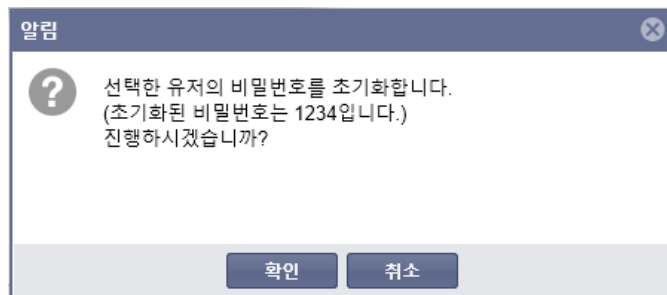 알림
선택한 유저의 비밀번호를 초기화합니다.
(초기화된 비밀번호는 1234입니다.)
진행하시겠습니까?
확인
취소